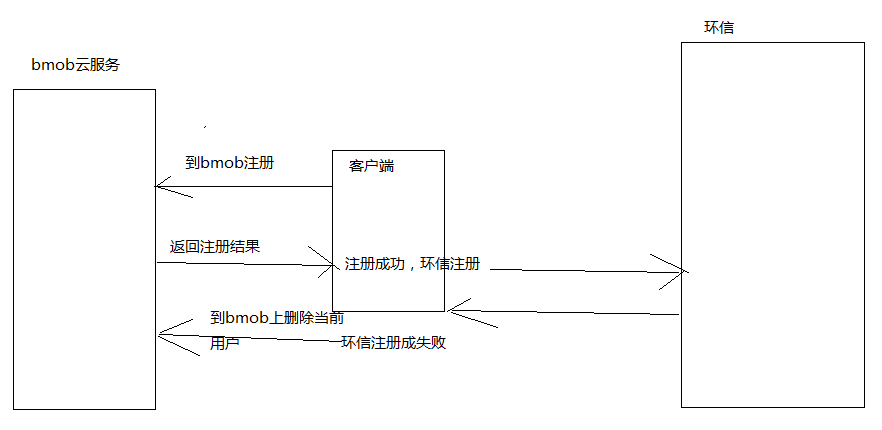 环信
bmob云服务
到bmob注册
客户端
返回注册结果
注册成功，环信注册
到bmob上删除当前
用户
环信注册成失败